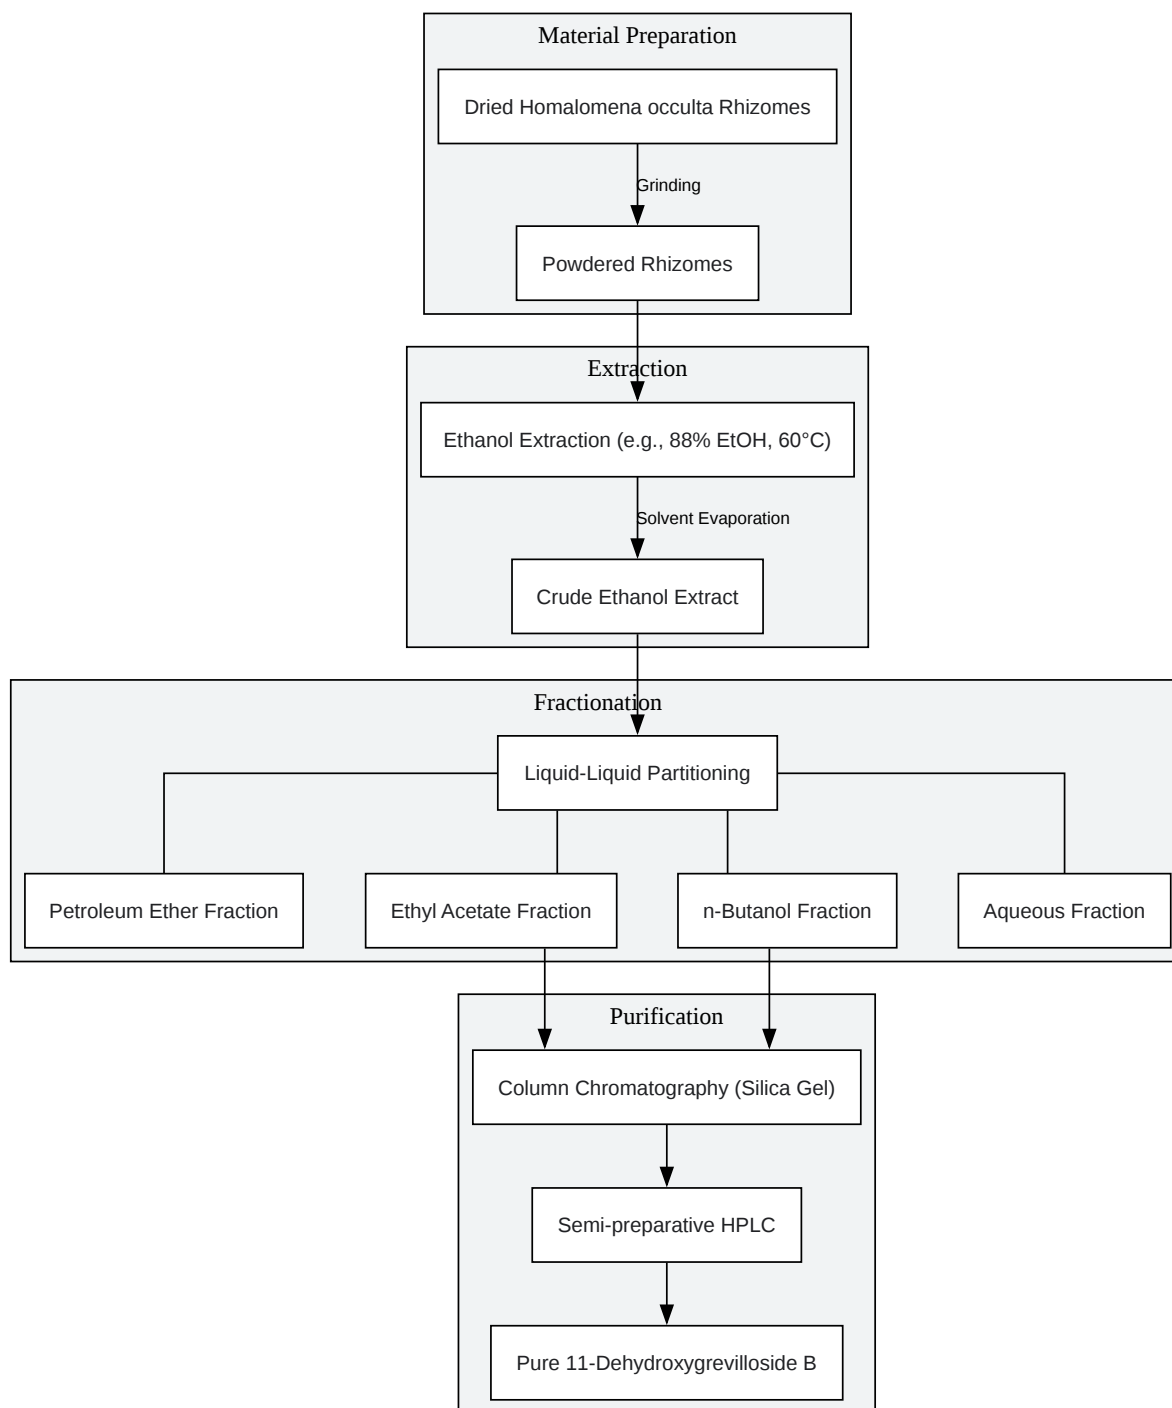 Material Preparation
Dried Homalomena occulta Rhizomes
Grinding
Powdered Rhizomes
Extraction
Ethanol Extraction (e.g., 88% EtOH, 60°C)
Solvent Evaporation
Crude Ethanol Extract
Fractionation
Liquid-Liquid Partitioning
Petroleum Ether Fraction
Ethyl Acetate Fraction
n-Butanol Fraction
Aqueous Fraction
Purification
Column Chromatography (Silica Gel)
Semi-preparative HPLC
Pure 11-Dehydroxygrevilloside B